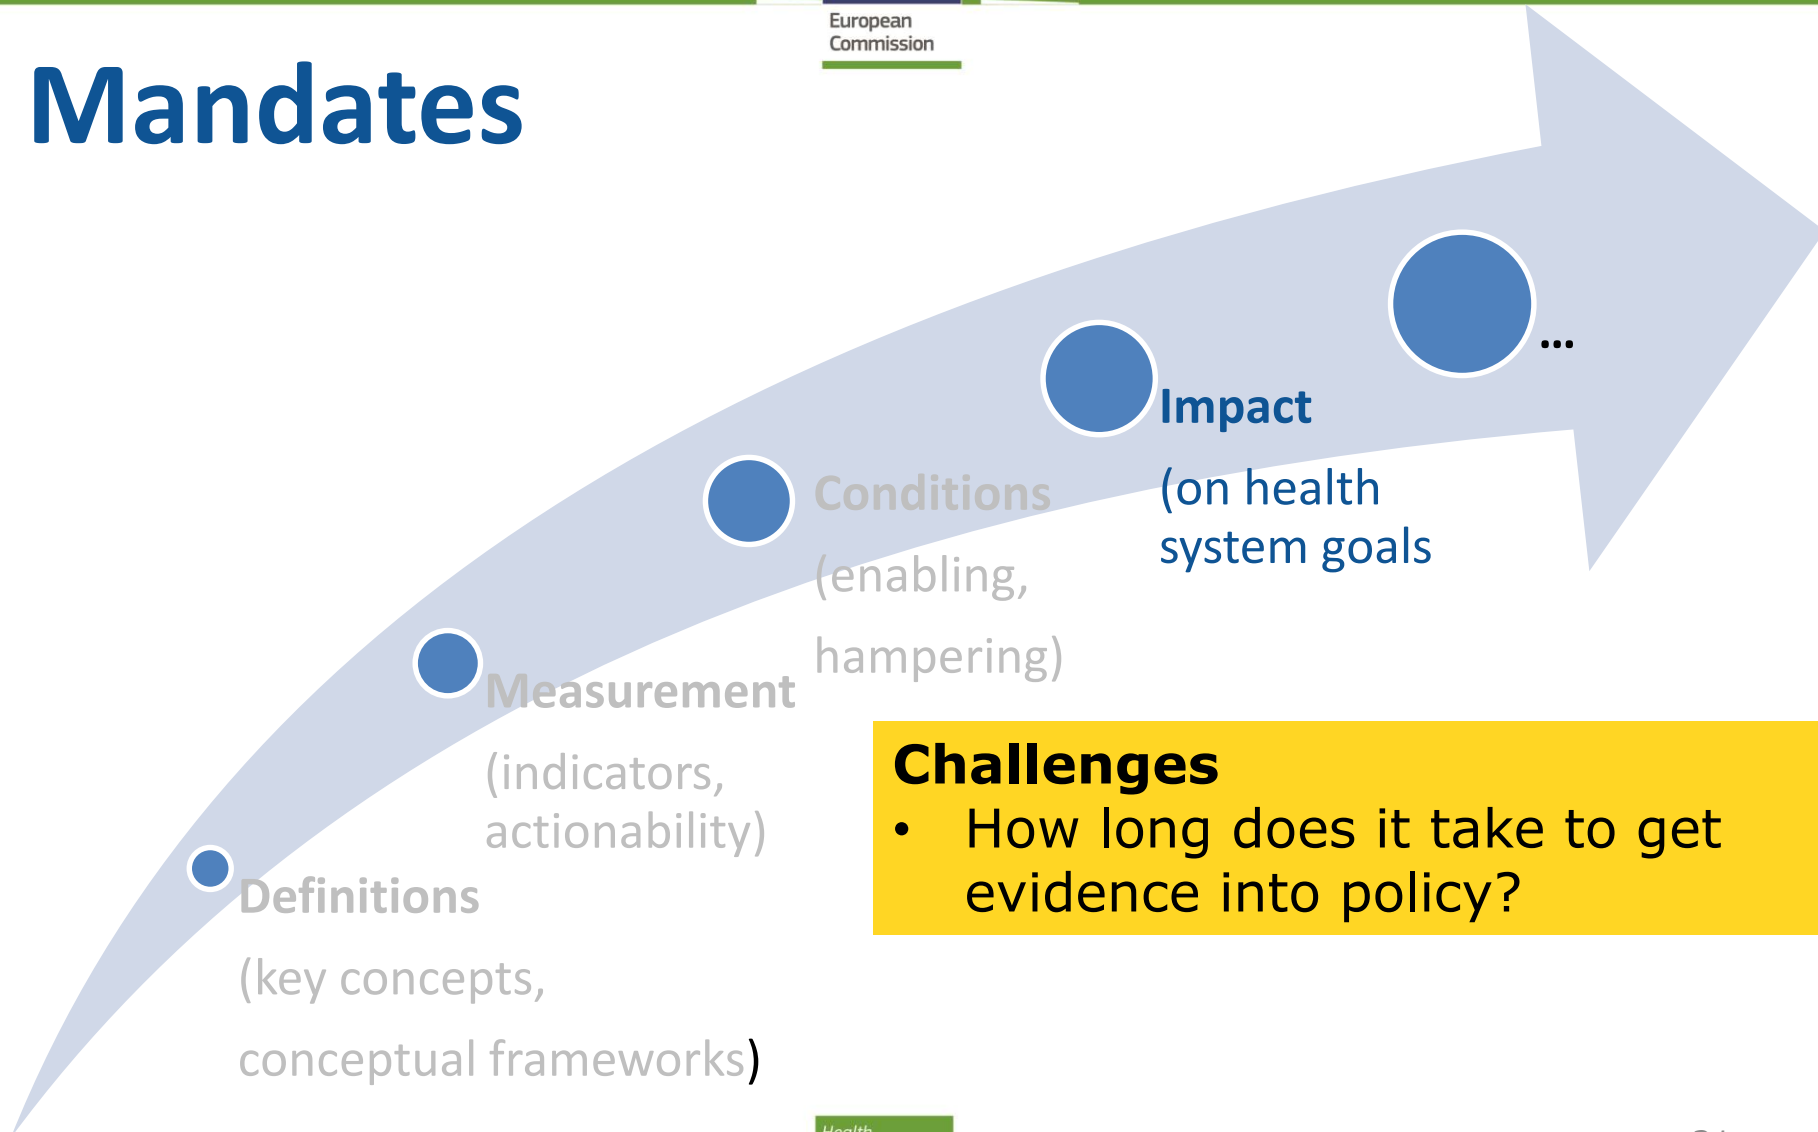 European
Commission
Mandates
…
Impact
(on health
system goals
Conditions
(enabling,
hampering)
Measurement
(indicators,
actionability)
Definitions
(key concepts,
conceptual frameworks)
Challenges
• How long does it take to get
evidence into policy?
Health